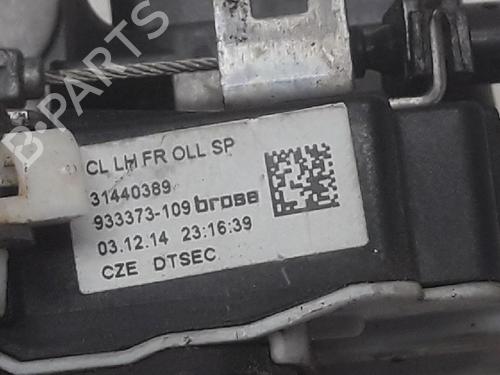 B-PARTS
CL LH FR OLL SP
31440389
933373-109 brose
03.12.14 23:16:39
CZE DTSEC